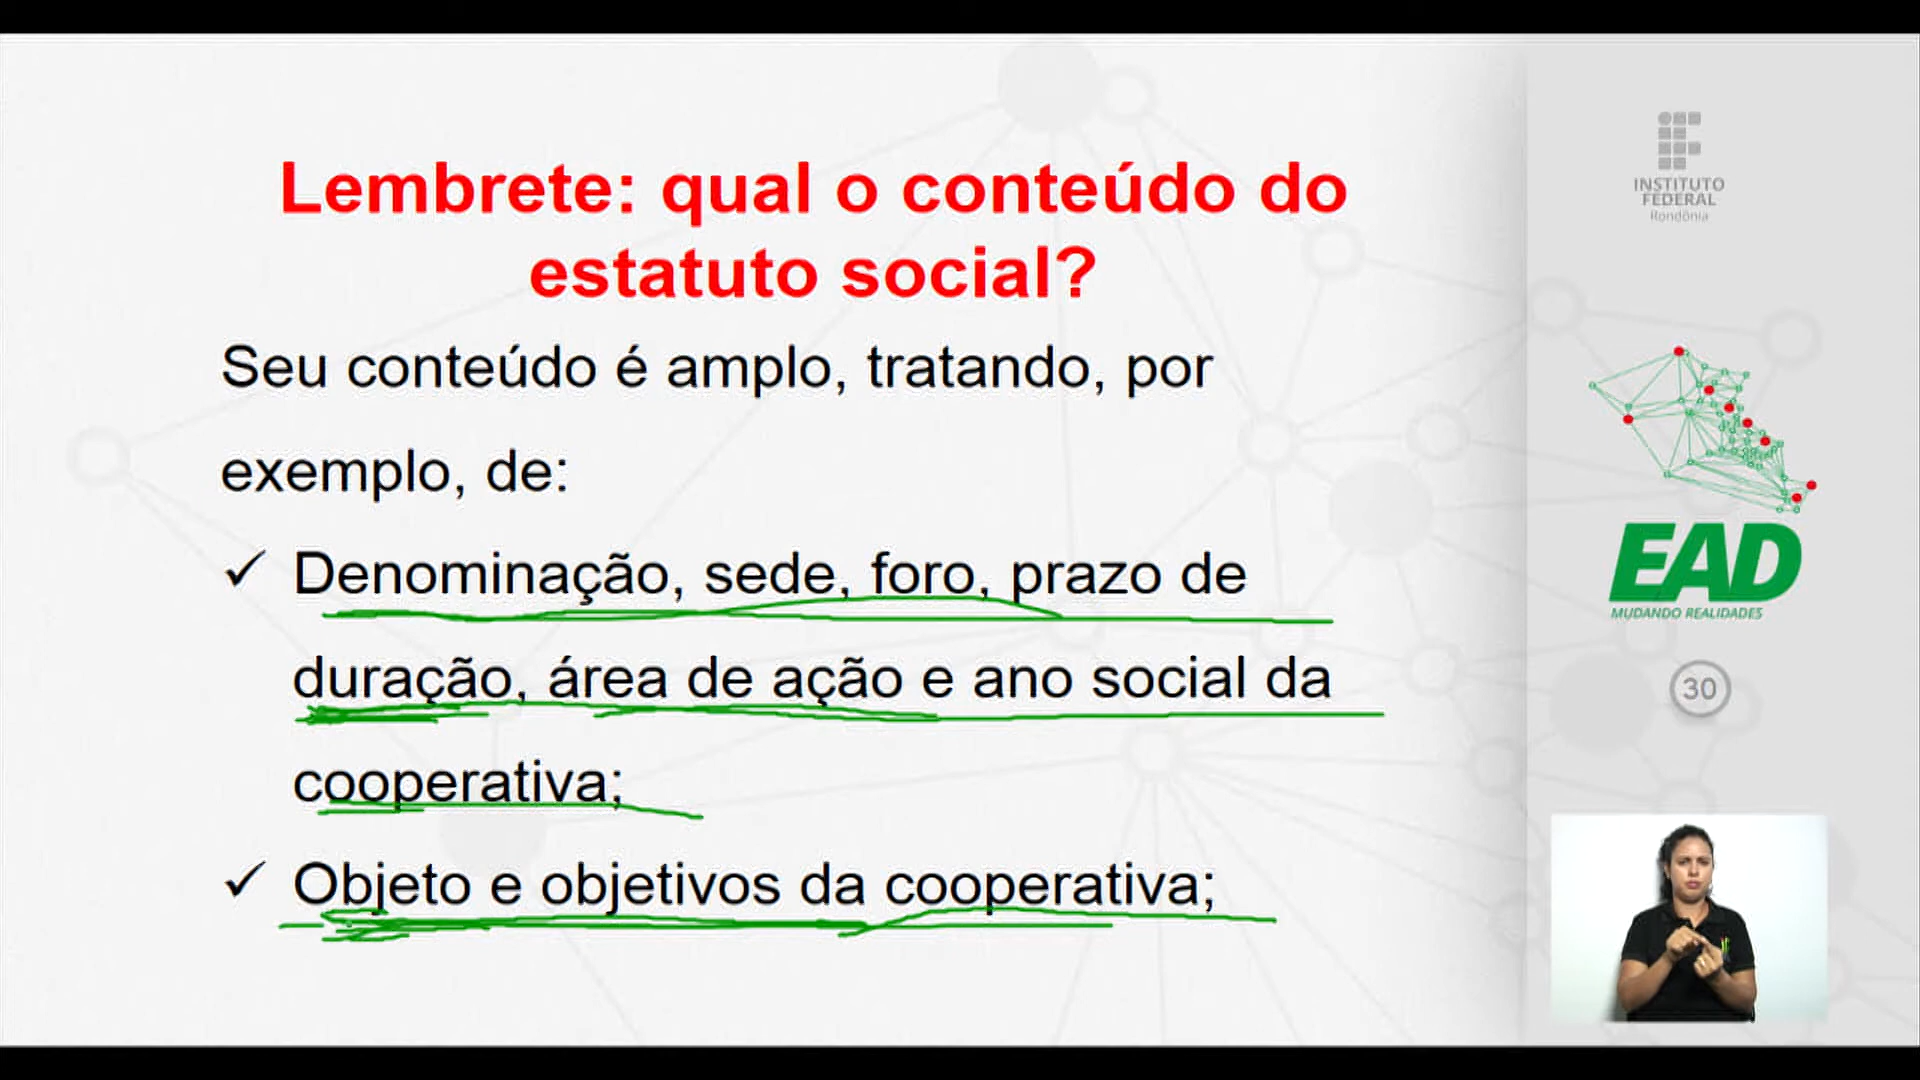 Lembrete: qual o conteúdo do
estatuto social?
Seu conteúdo é amplo, tratando, por
exemplo, de:
✓ Denominação, sede, foro, prazo de
duração, área de ação e ano social da
cooperativa;
✓ Objeto e objetivos da cooperativa;
INSTITUTO
FEDERAL
Rondônia
EAD
MUDANDO REALIDADES
30